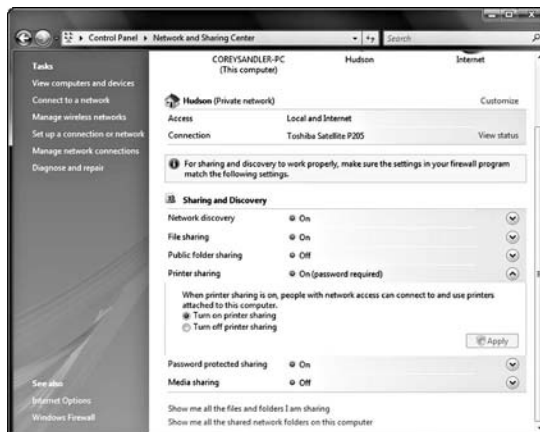 Control Panel ▸ Network and Sharing Center
Search
Tasks
View computers and devices
Connect to a network
Manage wireless networks
Set up a connection or network
Manage network connections
Diagnose and repair
See also
Internet Options
Windows Firewall
COREYSANDLER-PC
(This computer)
Hudson
Internet
Hudson (Private network)
Customize
Access Local and Internet
Connection Toshiba Satellite P205 View status
For sharing and discovery to work properly, make sure the settings in your firewall program
match the following settings.
Sharing and Discovery
Network discovery On
File sharing On
Public folder sharing Off
Printer sharing On (password required)
When printer sharing is on, people with network access can connect to and use printers
attached to this computer.
Turn on printer sharing
Turn off printer sharing
Apply
Password protected sharing On
Media sharing Off
Show me all the files and folders I am sharing
Show me all the shared network folders on this computer